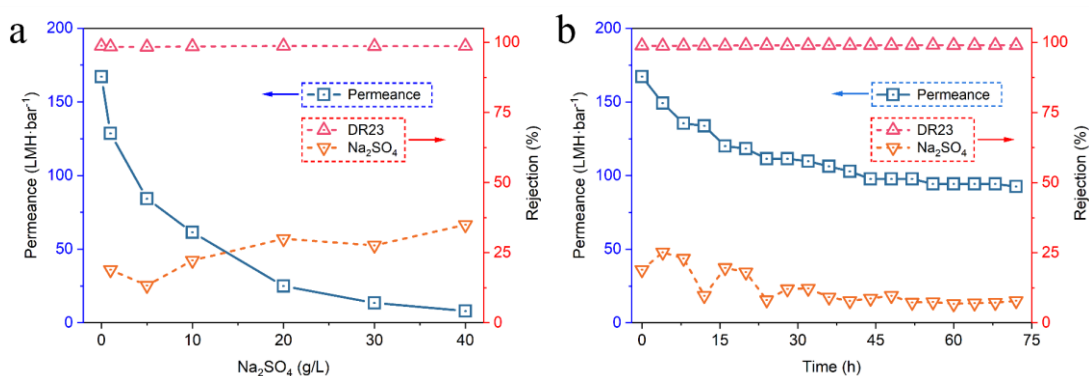 a
Permeance (LMH·bar⁻¹)
200
150
100
50
0
0 10 20 30 40
Na₂SO₄ (g/L)
100
75
50
25
0
Rejection (%)
Permeance
DR23
Na₂SO₄
b
Permeance (LMH·bar⁻¹)
200
150
100
50
0
0 15 30 45 60 75
Time (h)
100
75
50
25
0
Rejection (%)
Permeance
DR23
Na₂SO₄